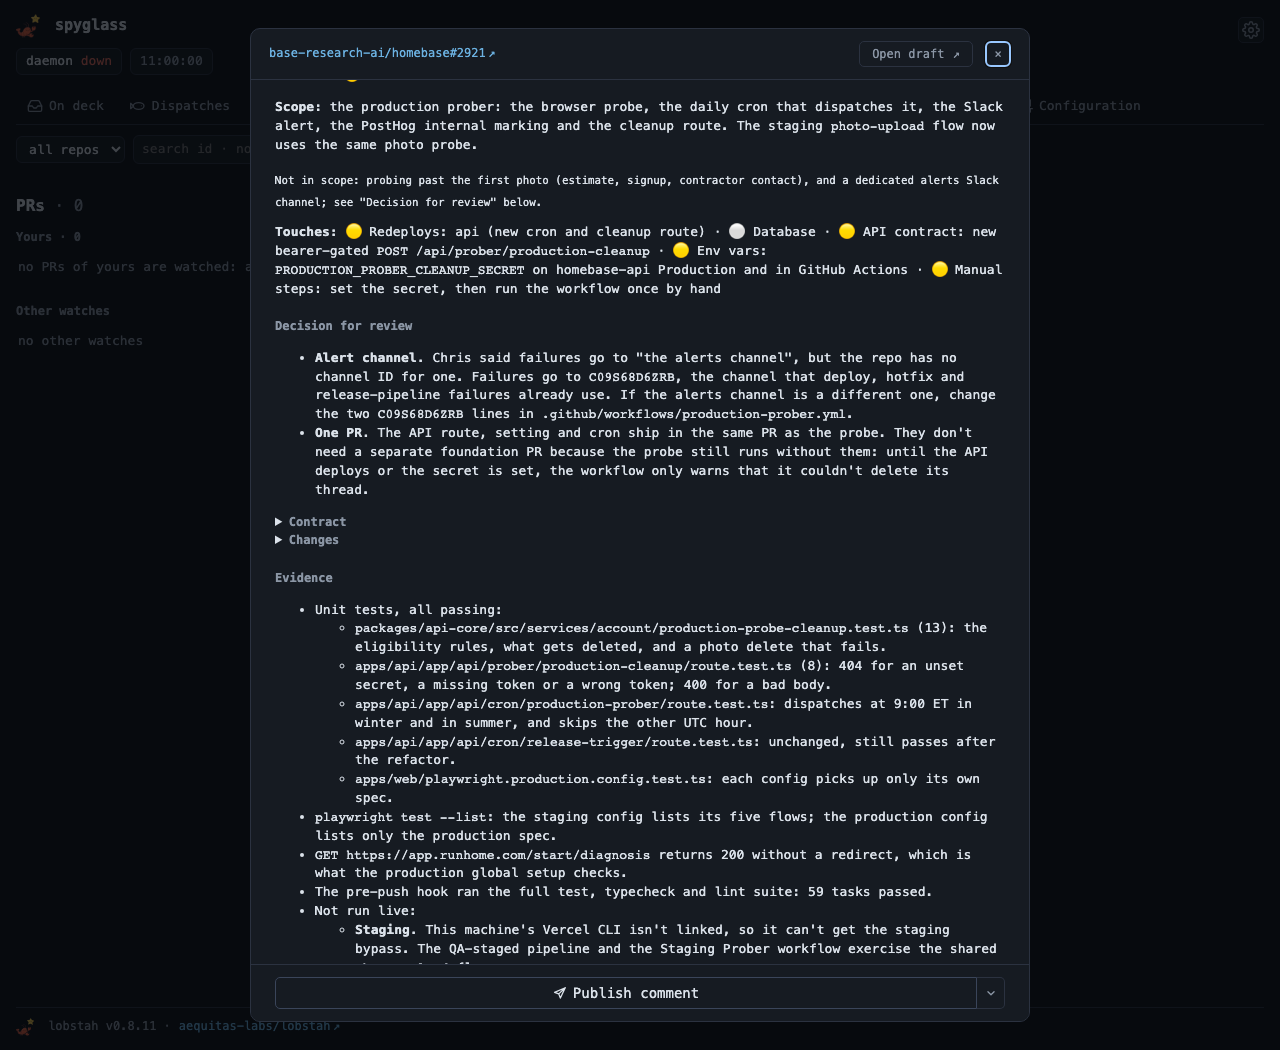 spyglass
daemon down
11:00:00
On deck
Dispatches
Configuration
all repos
search id · no
PRs · 0
Yours · 0
no PRs of yours are watched: a
Other watches
no other watches
base-research-ai/homebase#2921↗
Open draft ↗
×
Scope: the production prober: the browser probe, the daily cron that dispatches it, the Slack
alert, the PostHog internal marking and the cleanup route. The staging photo-upload flow now
uses the same photo probe.
Not in scope: probing past the first photo (estimate, signup, contractor contact), and a dedicated alerts Slack
channel; see "Decision for review" below.
Touches: 🟡 Redeploys: api (new cron and cleanup route) · ⚪ Database · 🟡 API contract: new
bearer-gated POST /api/prober/production-cleanup · 🟡 Env vars:
PRODUCTION_PROBER_CLEANUP_SECRET on homebase-api Production and in GitHub Actions · 🟡 Manual
steps: set the secret, then run the workflow once by hand
Decision for review
• Alert channel. Chris said failures go to "the alerts channel", but the repo has no
channel ID for one. Failures go to C09S68D6ZRB, the channel that deploy, hotfix and
release-pipeline failures already use. If the alerts channel is a different one, change
the two C09S68D6ZRB lines in .github/workflows/production-prober.yml.
• One PR. The API route, setting and cron ship in the same PR as the probe. They don't
need a separate foundation PR because the probe still runs without them: until the API
deploys or the secret is set, the workflow only warns that it couldn't delete its
thread.
▶ Contract
▶ Changes
Evidence
• Unit tests, all passing:
◦ packages/api-core/src/services/account/production-probe-cleanup.test.ts (13): the
eligibility rules, what gets deleted, and a photo delete that fails.
◦ apps/api/app/api/prober/production-cleanup/route.test.ts (8): 404 for an unset
secret, a missing token or a wrong token; 400 for a bad body.
◦ apps/api/app/api/cron/production-prober/route.test.ts: dispatches at 9:00 ET in
winter and in summer, and skips the other UTC hour.
◦ apps/api/app/api/cron/release-trigger/route.test.ts: unchanged, still passes after
the refactor.
◦ apps/web/playwright.production.config.test.ts: each config picks up only its own
spec.
• playwright test --list: the staging config lists its five flows; the production config
lists only the production spec.
• GET https://app.runhome.com/start/diagnosis returns 200 without a redirect, which is
what the production global setup checks.
• The pre-push hook ran the full test, typecheck and lint suite: 59 tasks passed.
• Not run live:
◦ Staging. This machine's Vercel CLI isn't linked, so it can't get the staging
bypass. The QA-staged pipeline and the Staging Prober workflow exercise the shared
Publish comment
lobstah v0.8.11 · aequitas-labs/lobstah↗